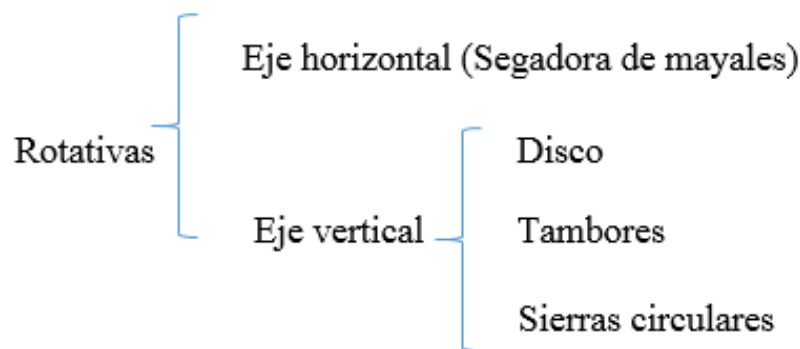 Eje horizontal (Segadora de mayales)
Rotativas
Disco
Eje vertical
Tambores
Sierras circulares